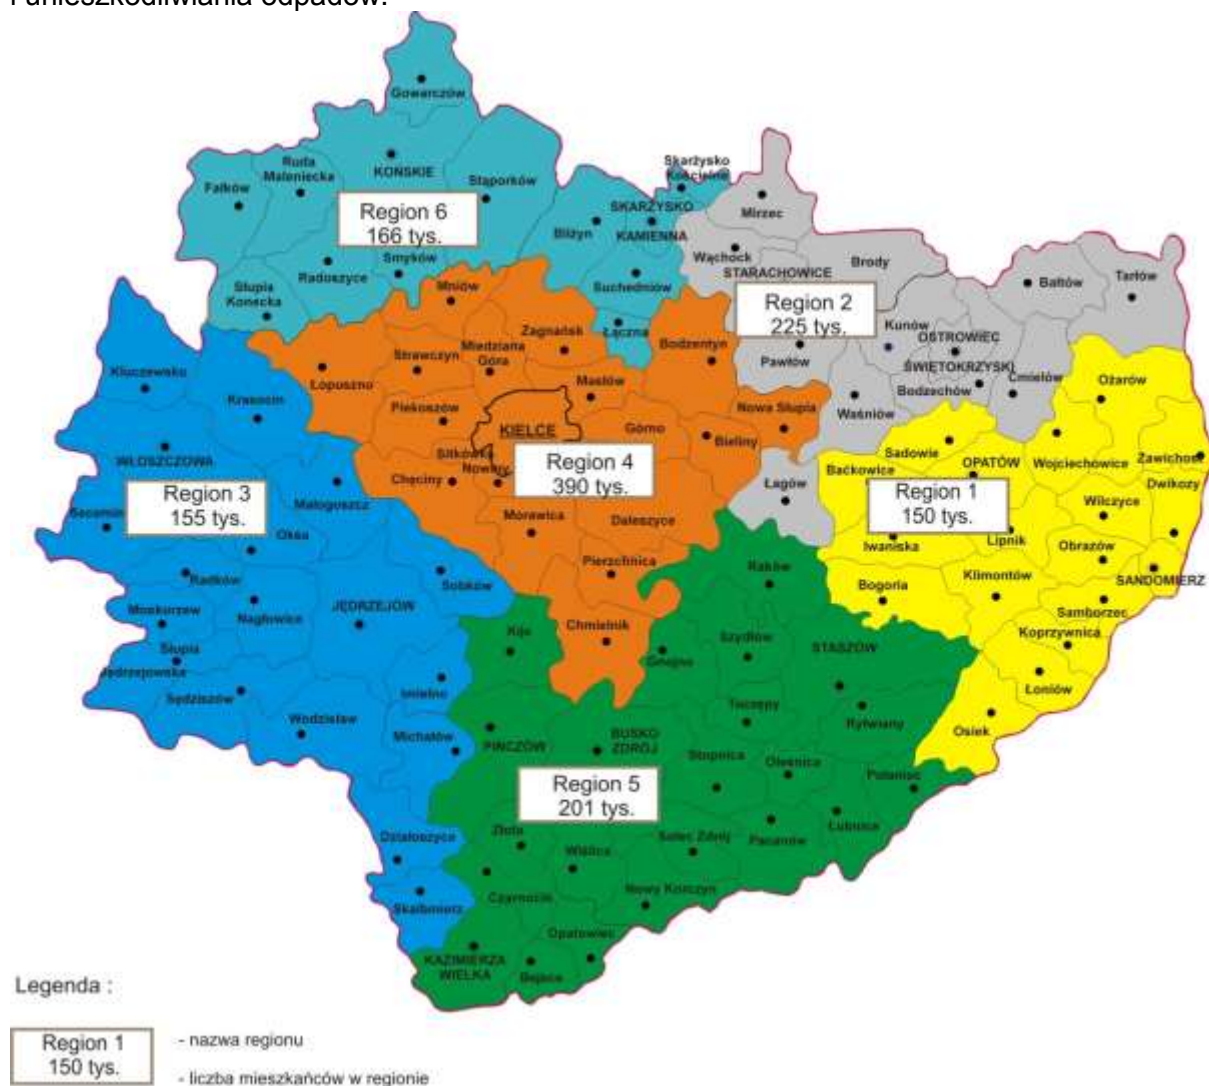 i unieszkodliwiania odpadów.
Gowarczów
Ruda
Maleniecka
KOŃSKIE
Fałków
Stąporków
Region 6
166 tys.
Radoszyce
Smyków
Słupia
Konecka
Skarżysko
Kościelne
SKARŻYSKO
KAMIENNA
Bliżyn
Suchedniów
Łączna
Mirzec
Wąchock
STARACHOWICE
Brody
Region 2
225 tys.
Bałtów
Tarłów
Kunów
OSTROWIEC
ŚWIĘTOKRZYSKI
Pawłów
Bodzechów
Ćmielów
Waśniów
Łagów
Mniów
Zagnańsk
Bodzentyn
Strawczyn
Miedziana
Góra
Łopuszno
Masłów
Piekoszów
KIELCE
Górno
Nowa Słupia
Bieliny
Sitkówka
Nowiny
Chęciny
Region 4
390 tys.
Morawica
Daleszyce
Pierzchnica
Chmielnik
Kluczewsko
Krasocin
WŁOSZCZOWA
Region 3
155 tys.
Małogoszcz
Secemin
Oksa
Radków
Sobków
Moskorzew
Nagłowice
JĘDRZEJÓW
Słupia
Jędrzejowska
Sędziszów
Imielno
Wodzisław
Michałów
Działoszyce
Skalbmierz
Ożarów
Sadowie
Baćkowice
OPATÓW
Wojciechowice
Zawichost
Dwikozy
Region 1
150 tys.
Wilczyce
Iwaniska
Lipnik
Obrazów
Bogoria
Klimontów
SANDOMIERZ
Samborzec
Koprzywnica
Łoniów
Osiek
Raków
Kije
Szydłów
STASZÓW
Gnojno
Tuczępy
Rytwiany
PIŃCZÓW
BUSKO
ZDRÓJ
Stopnica
Oleśnica
Połaniec
Region 5
201 tys.
Łubnice
Pacanów
Złota
Wiślica
Solec Zdrój
Czarnocin
Nowy Korczyn
Opatowiec
KAZIMIERZA
WIELKA
Bejsce
Legenda :
Region 1
150 tys.
- nazwa regionu
- liczba mieszkańców w regionie